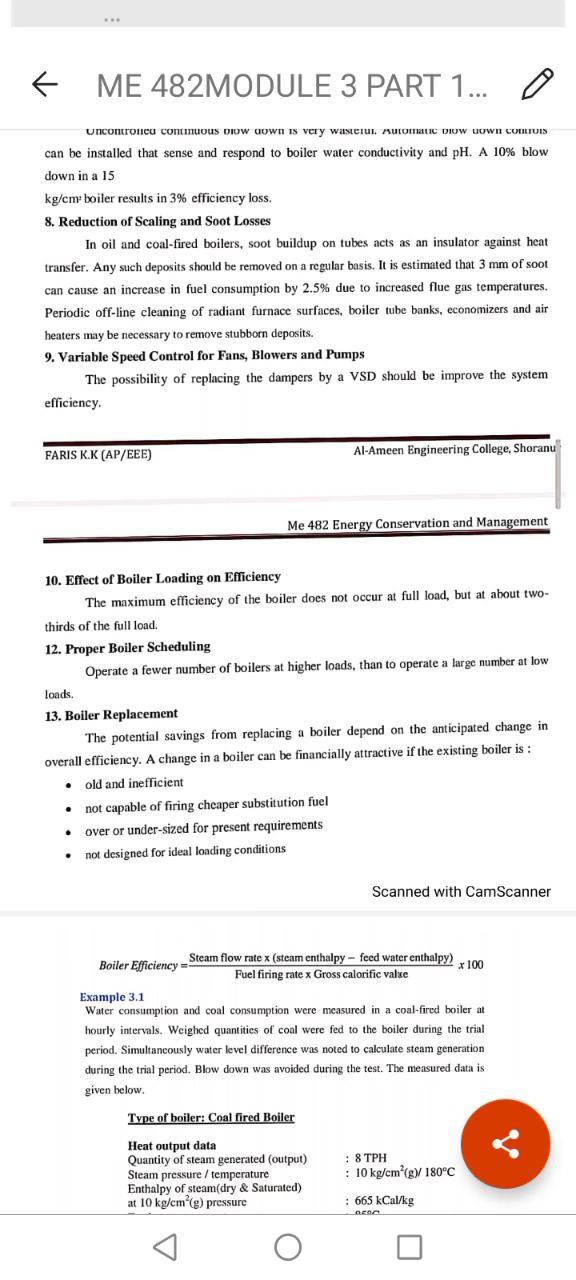 ME 482MODULE 3 PART 1...
Uncontrolled continuous blow down is very wasteful. Automatic blow down controls
can be installed that sense and respond to boiler water conductivity and pH. A 10% blow
down in a 15
kg/cm² boiler results in 3% efficiency loss.
8. Reduction of Scaling and Soot Losses
In oil and coal-fired boilers, soot buildup on tubes acts as an insulator against heat
transfer. Any such deposits should be removed on a regular basis. It is estimated that 3 mm of soot
can cause an increase in fuel consumption by 2.5% due to increased flue gas temperatures.
Periodic off-line cleaning of radiant furnace surfaces, boiler tube banks, economizers and air
heaters may be necessary to remove stubborn deposits.
9. Variable Speed Control for Fans, Blowers and Pumps
The possibility of replacing the dampers by a VSD should be improve the system
efficiency.
FARIS K.K (AP/EEE)
Al-Ameen Engineering College, Shoranu
Me 482 Energy Conservation and Management
10. Effect of Boiler Loading on Efficiency
The maximum efficiency of the boiler does not occur at full load, but at about two-
thirds of the full load.
12. Proper Boiler Scheduling
Operate a fewer number of boilers at higher loads, than to operate a large number at low
loads.
13. Boiler Replacement
The potential savings from replacing a boiler depend on the anticipated change in
overall efficiency. A change in a boiler can be financially attractive if the existing boiler is :
• old and inefficient
• not capable of firing cheaper substitution fuel
• over or under-sized for present requirements
• not designed for ideal loading conditions
Scanned with CamScanner
Steam flow rate x (steam enthalpy – feed water enthalpy)
Boiler Efficiency = x 100
Fuel firing rate x Gross calorific value
Example 3.1
Water consumption and coal consumption were measured in a coal-fired boiler at
hourly intervals. Weighed quantities of coal were fed to the boiler during the trial
period. Simultaneously water level difference was noted to calculate steam generation
during the trial period. Blow down was avoided during the test. The measured data is
given below.
Type of boiler: Coal fired Boiler
Heat output data
Quantity of steam generated (output) : 8 TPH
Steam pressure / temperature : 10 kg/cm²(g)/ 180°C
Enthalpy of steam(dry & Saturated)
at 10 kg/cm²(g) pressure : 665 kCal/kg